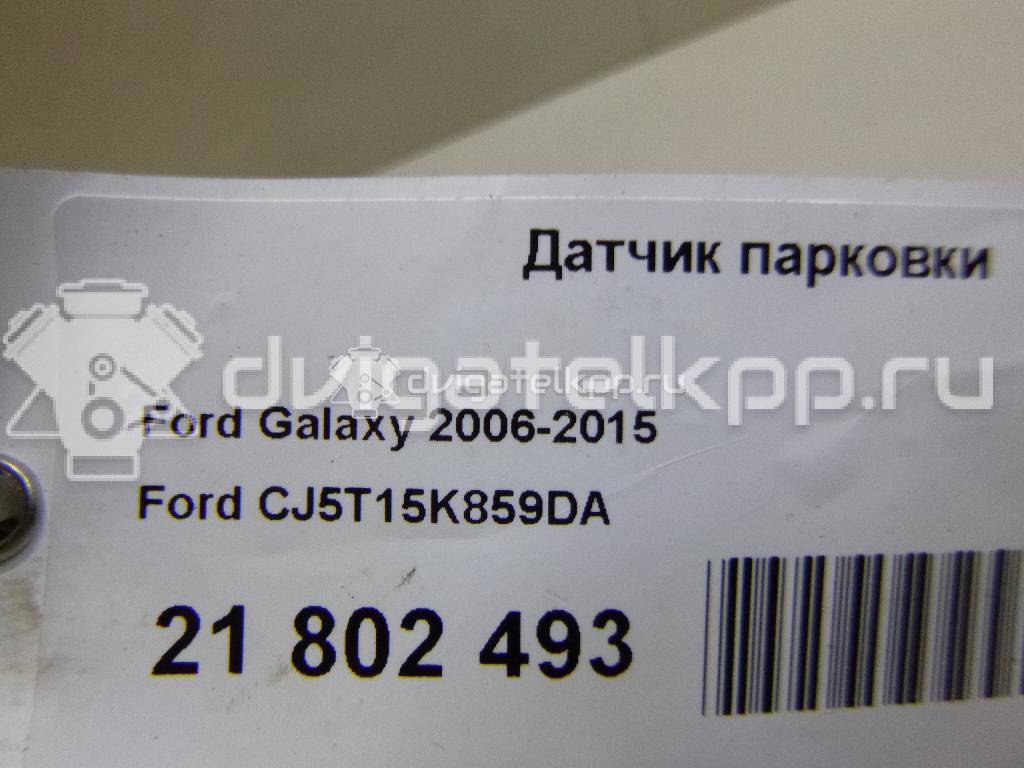 Датчик парковки
dvigatelkpp.ru
dvigatelkpp.ru
Ford Galaxy 2006-2015
Ford CJ5T15K859DA
21 802 493